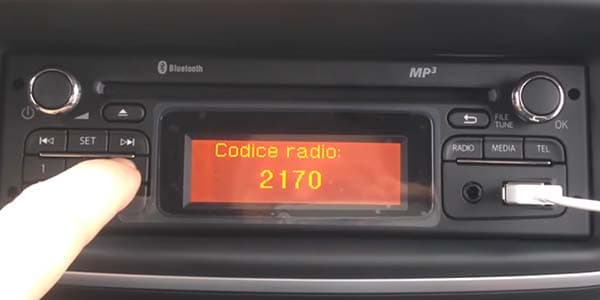 Bluetooth
MP3
FILE
TUNE
OK
SET
RADIO
MEDIA
TEL
1
Codice radio:
2170